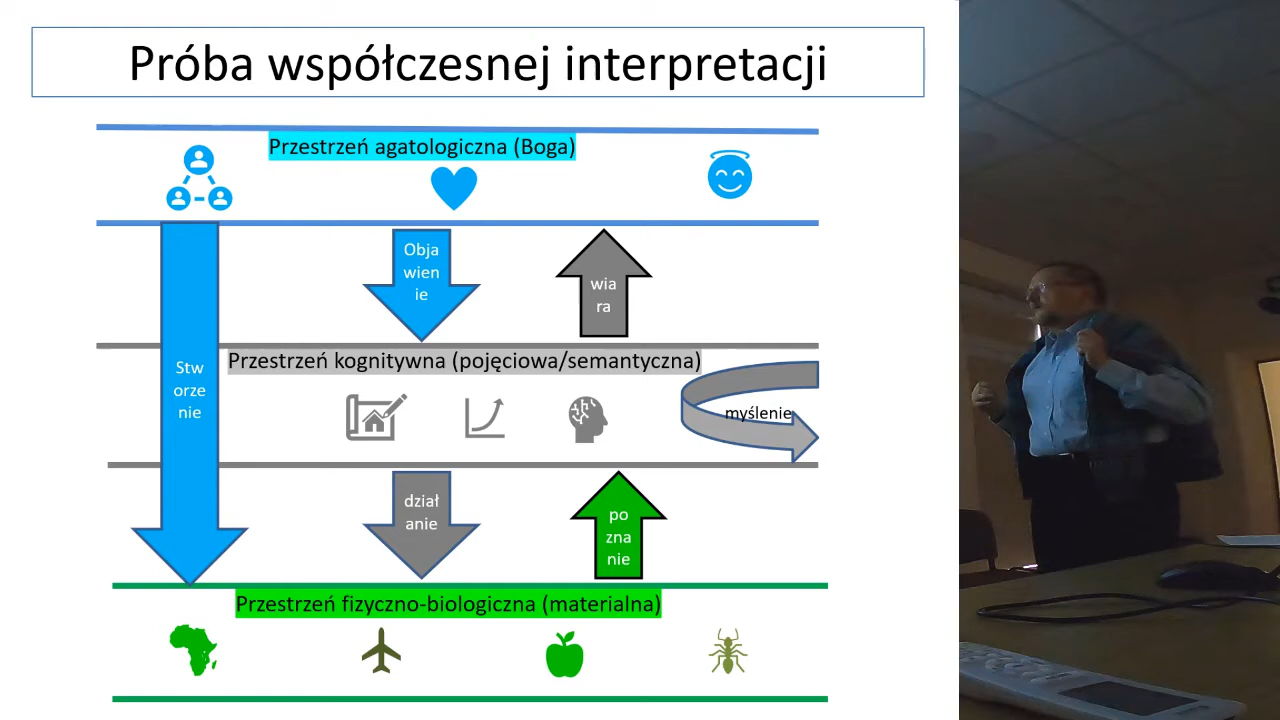 Próba współczesnej interpretacji
Przestrzeń agatologiczna (Boga)
Obja
wien
ie
wia
ra
Stw
orze
nie
Przestrzeń kognitywna (pojęciowa/semantyczna)
myślenie
dział
anie
po
zna
nie
Przestrzeń fizyczno-biologiczna (materialna)